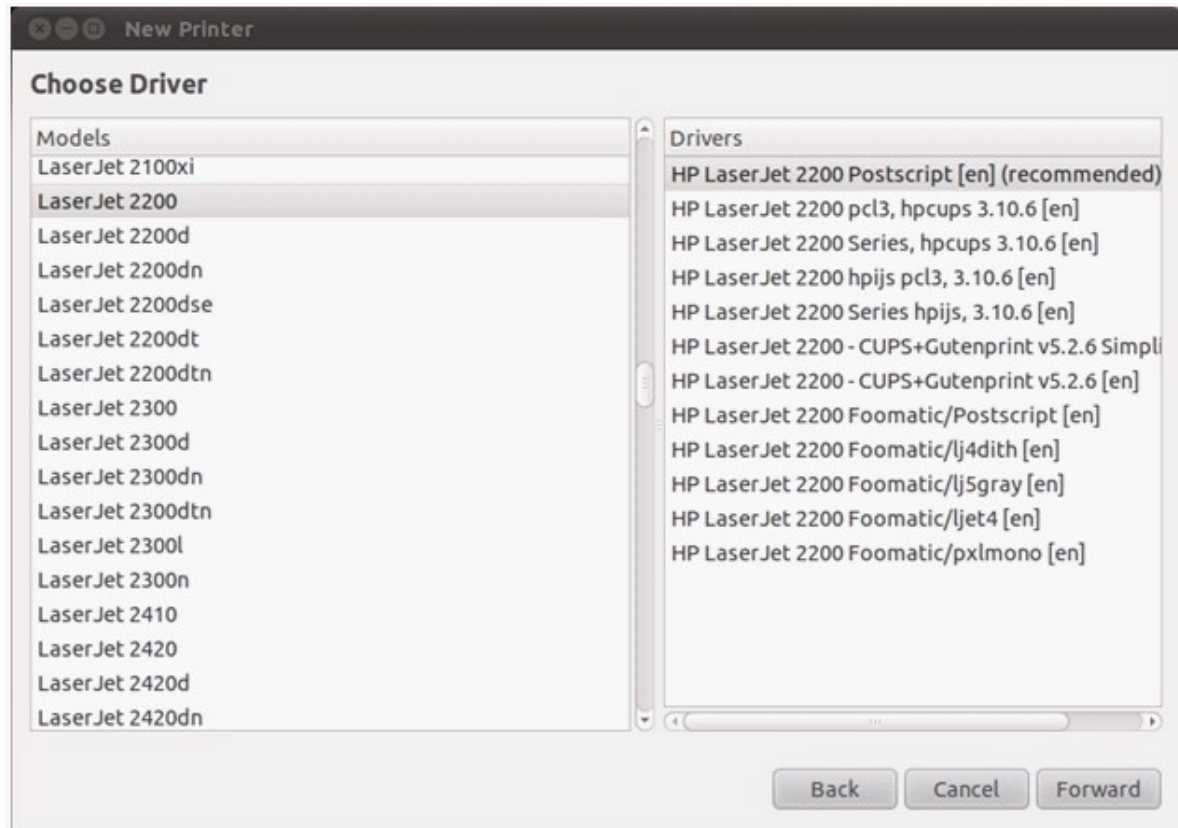 New Printer
Choose Driver
Models
LaserJet 2100xi
LaserJet 2200
LaserJet 2200d
LaserJet 2200dn
LaserJet 2200dse
LaserJet 2200dt
LaserJet 2200dtn
LaserJet 2300
LaserJet 2300d
LaserJet 2300dn
LaserJet 2300dtn
LaserJet 2300l
LaserJet 2300n
LaserJet 2410
LaserJet 2420
LaserJet 2420d
LaserJet 2420dn
Drivers
HP LaserJet 2200 Postscript [en] (recommended)
HP LaserJet 2200 pcl3, hpcups 3.10.6 [en]
HP LaserJet 2200 Series, hpcups 3.10.6 [en]
HP LaserJet 2200 hpijs pcl3, 3.10.6 [en]
HP LaserJet 2200 Series hpijs, 3.10.6 [en]
HP LaserJet 2200 - CUPS+Gutenprint v5.2.6 Simpli
HP LaserJet 2200 - CUPS+Gutenprint v5.2.6 [en]
HP LaserJet 2200 Foomatic/Postscript [en]
HP LaserJet 2200 Foomatic/lj4dith [en]
HP LaserJet 2200 Foomatic/lj5gray [en]
HP LaserJet 2200 Foomatic/ljet4 [en]
HP LaserJet 2200 Foomatic/pxlmono [en]
Back Cancel Forward